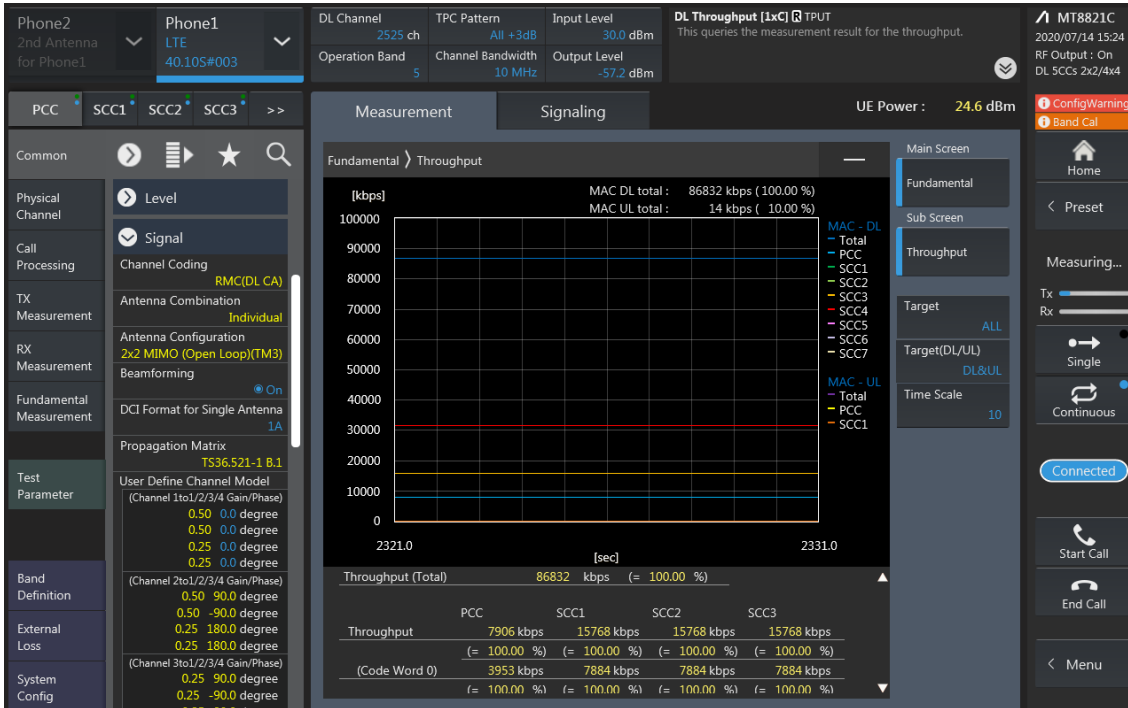 Phone2
2nd Antenna
for Phone1
Phone1
LTE
40.10S#003
DL Channel
2525 ch
Operation Band
5
TPC Pattern
All +3dB
Channel Bandwidth
10 MHz
Input Level
30.0 dBm
Output Level
-57.2 dBm
DL Throughput [1xC] R TPUT
This queries the measurement result for the throughput.
MT8821C
2020/07/14 15:24
RF Output : On
DL 5CCs 2x2/4x4
PCC SCC1 SCC2 SCC3 >>
Measurement
Signaling
UE Power : 24.6 dBm
ConfigWarning
Band Cal
Home
< Preset
Measuring...
Tx
Rx
Single
Continuous
Connected
Start Call
End Call
< Menu
Common
Physical
Channel
Call
Processing
TX
Measurement
RX
Measurement
Fundamental
Measurement
Test
Parameter
Band
Definition
External
Loss
System
Config
Level
Signal
Channel Coding
RMC(DL CA)
Antenna Combination
Individual
Antenna Configuration
2x2 MIMO (Open Loop)(TM3)
Beamforming
On
DCI Format for Single Antenna
1A
Propagation Matrix
TS36.521-1 B.1
User Define Channel Model
(Channel 1to1/2/3/4 Gain/Phase)
0.50 0.0 degree
0.50 0.0 degree
0.25 0.0 degree
0.25 0.0 degree
(Channel 2to1/2/3/4 Gain/Phase)
0.50 90.0 degree
0.50 -90.0 degree
0.25 180.0 degree
0.25 180.0 degree
(Channel 3to1/2/3/4 Gain/Phase)
0.25 90.0 degree
0.25 -90.0 degree
Fundamental 〉 Throughput
[kbps]
MAC DL total : 86832 kbps (100.00 %)
MAC UL total : 14 kbps ( 10.00 %)
100000
90000
80000
70000
60000
50000
40000
30000
20000
10000
0
2321.0
[sec]
2331.0
MAC - DL
Total
PCC
SCC1
SCC2
SCC3
SCC4
SCC5
SCC6
SCC7
MAC - UL
Total
PCC
SCC1
Throughput (Total) 86832 kbps (= 100.00 %)
PCC SCC1 SCC2 SCC3
Throughput 7906 kbps 15768 kbps 15768 kbps 15768 kbps
(= 100.00 %) (= 100.00 %) (= 100.00 %) (= 100.00 %)
(Code Word 0) 3953 kbps 7884 kbps 7884 kbps 7884 kbps
(= 100.00 %) (= 100.00 %) (= 100.00 %) (= 100.00 %)
Main Screen
Fundamental
Sub Screen
Throughput
Target
ALL
Target(DL/UL)
DL&UL
Time Scale
10